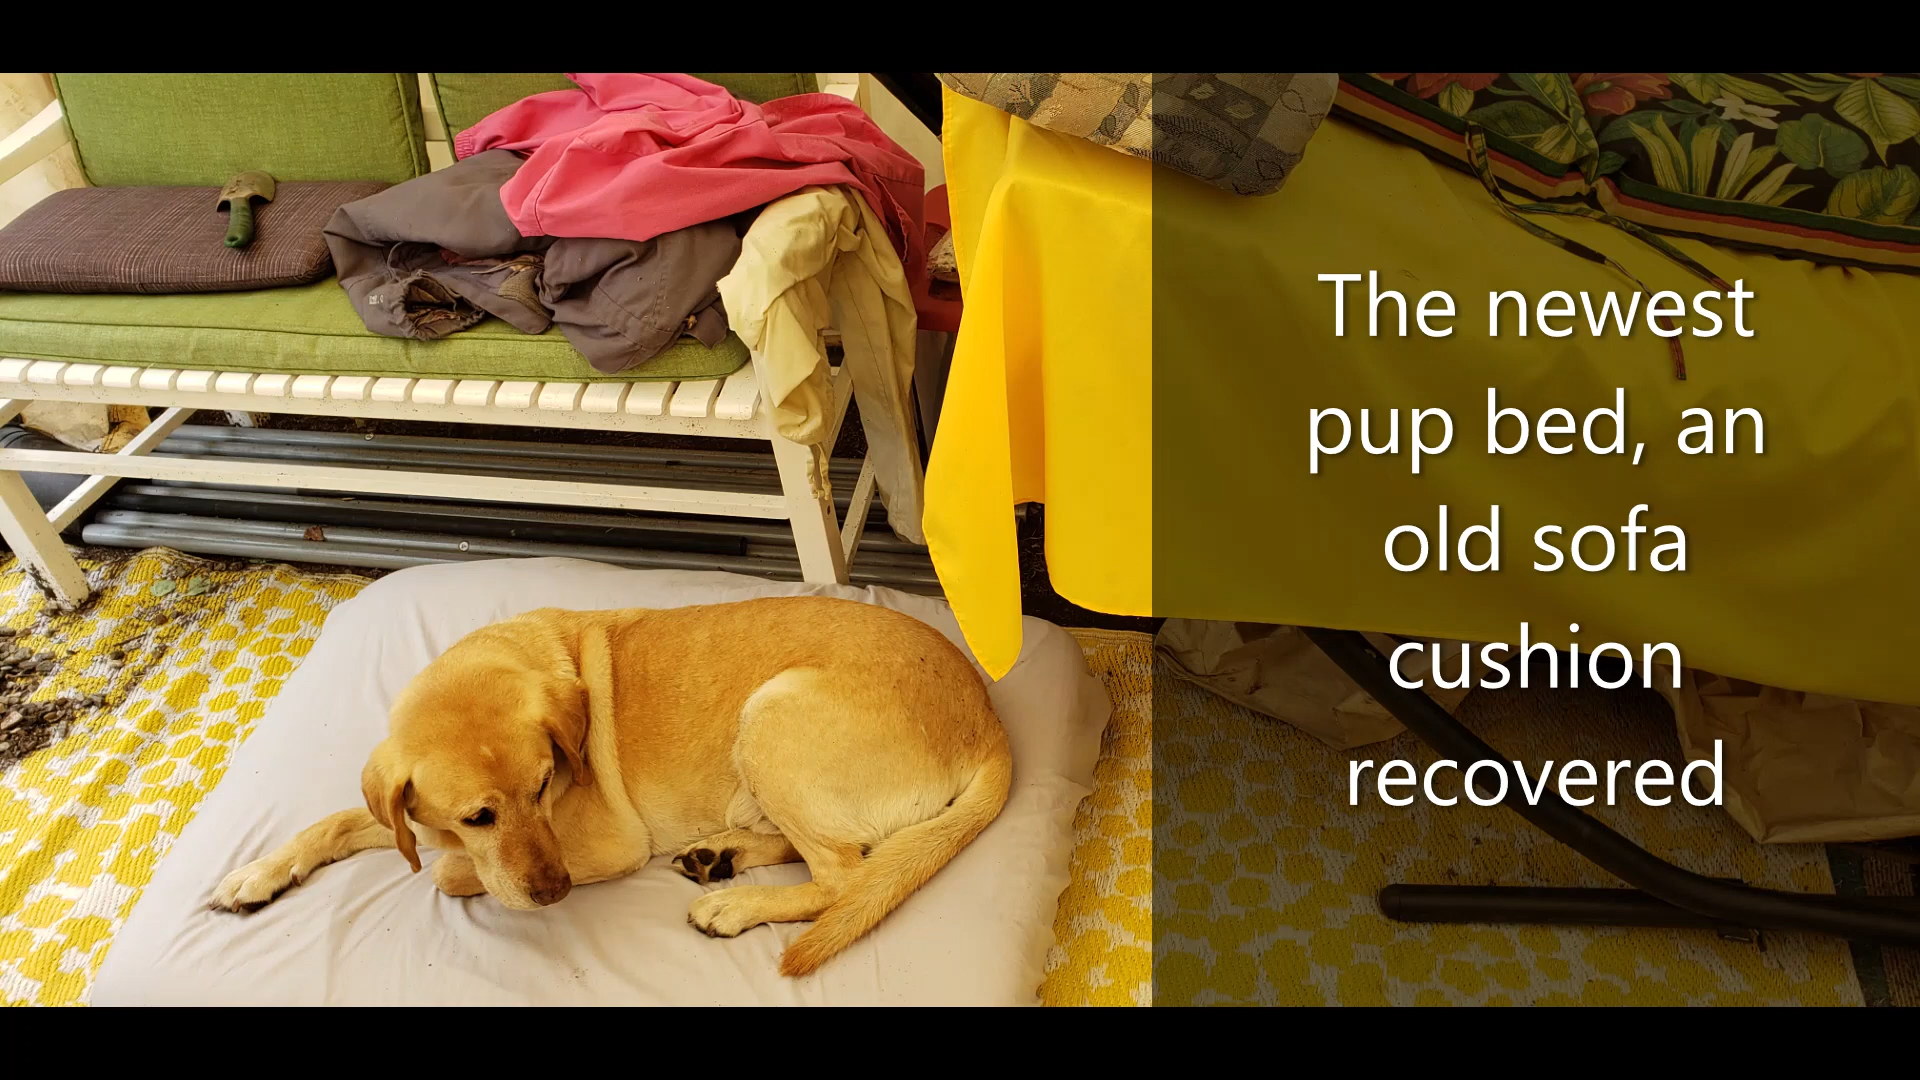 The newest
pup bed, an
old sofa
cushion
recovered